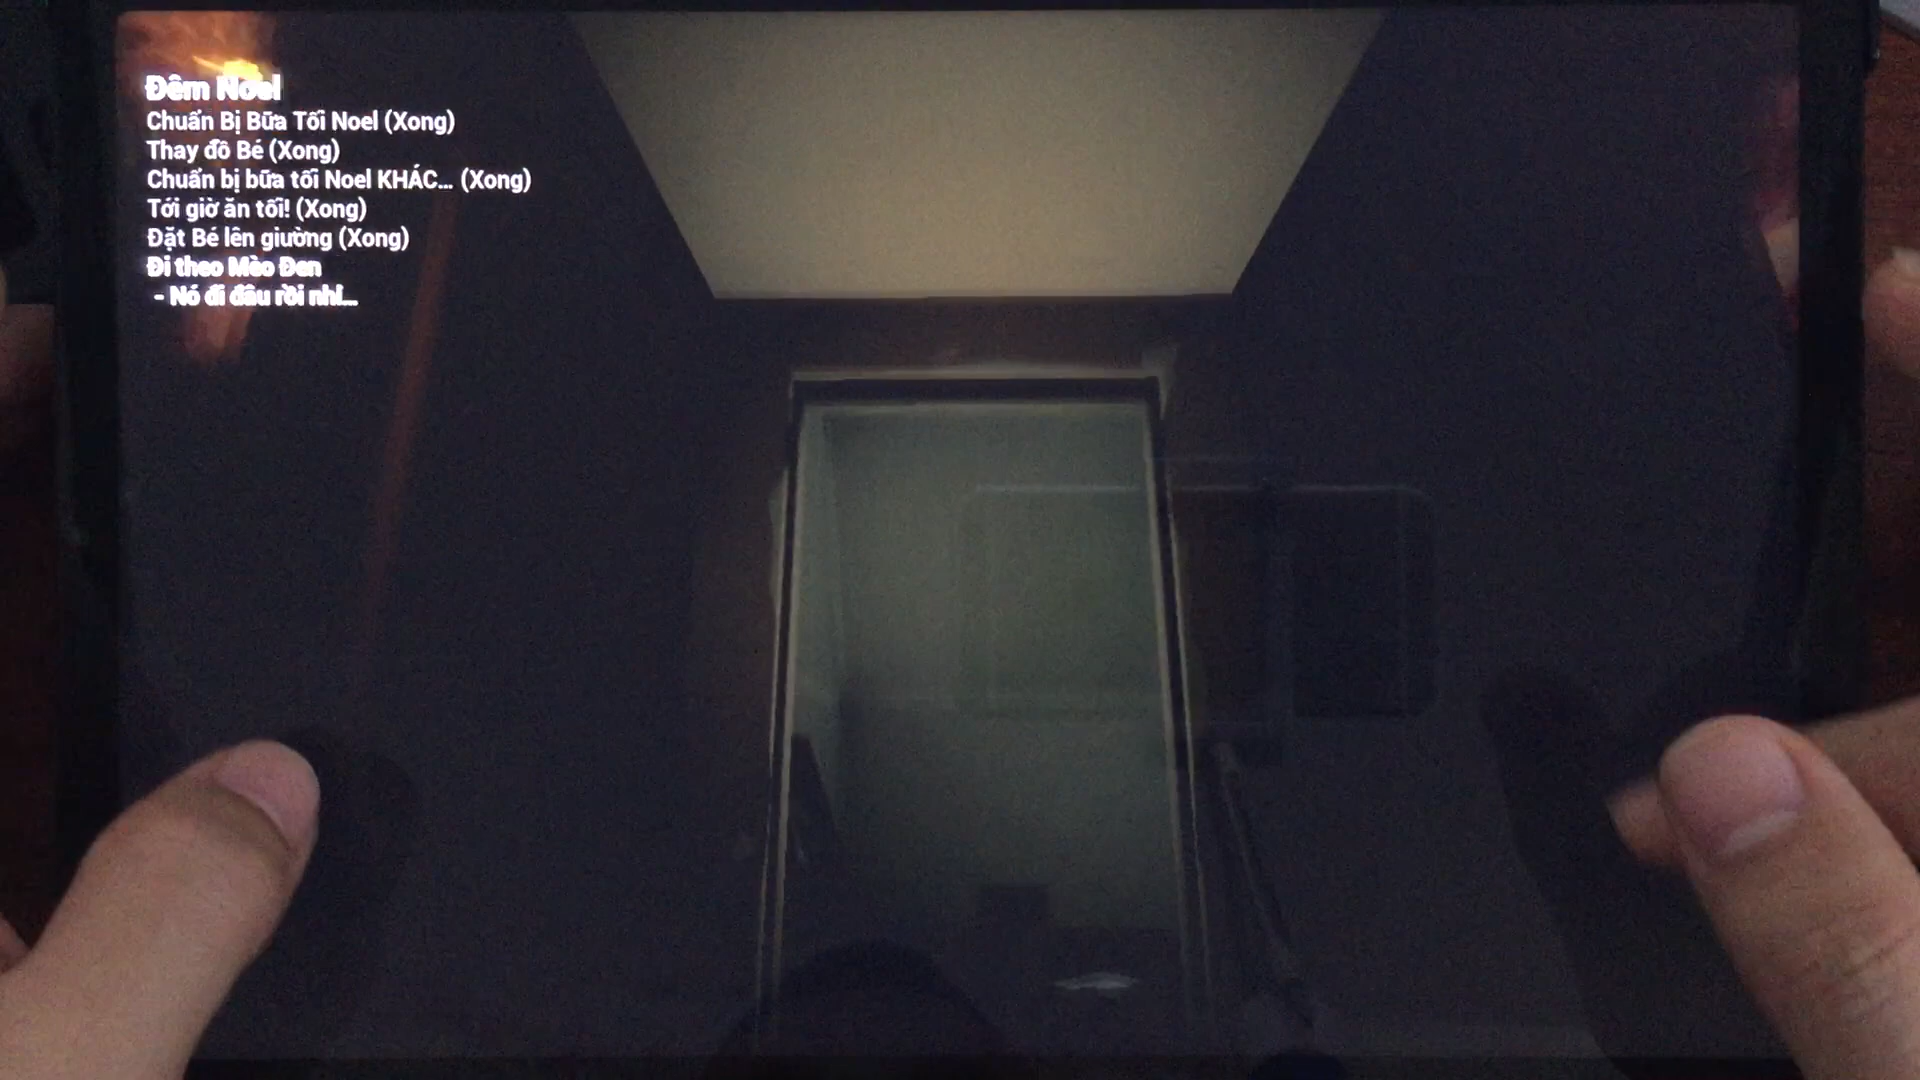 Đêm Noel
Chuẩn Bị Bữa Tối Noel (Xong)
Thay đồ Bé (Xong)
Chuẩn bị bữa tối Noel KHÁC... (Xong)
Tới giờ ăn tối! (Xong)
Đặt Bé lên giường (Xong)
Đi theo Mèo Đen
- Nó đi đâu rồi nhỉ...